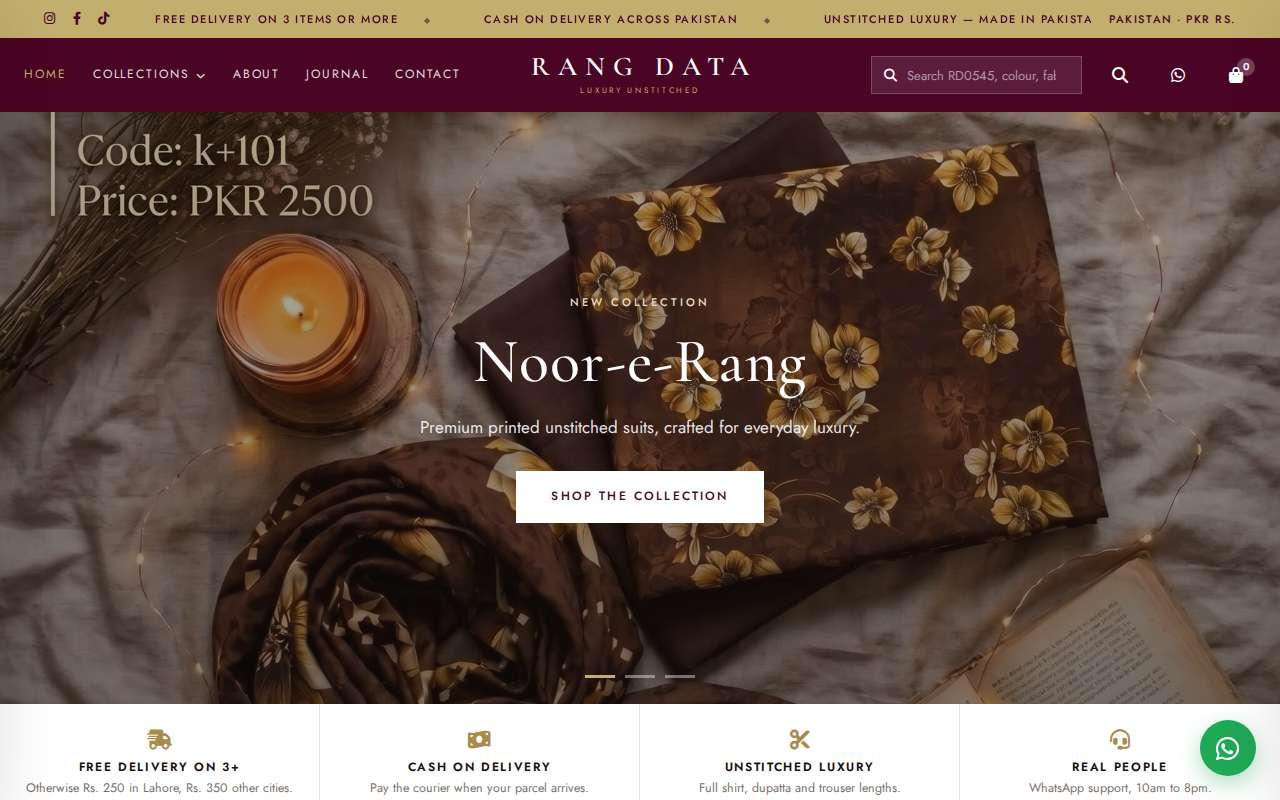 FREE DELIVERY ON 3 ITEMS OR MORE
CASH ON DELIVERY ACROSS PAKISTAN
UNSTITCHED LUXURY — MADE IN PAKISTA
PAKISTAN · PKR RS.
HOME
COLLECTIONS
ABOUT
JOURNAL
CONTACT
RANG DATA
LUXURY UNSTITCHED
Search RD0545, colour, fab
0
Code: k+101
Price: PKR 2500
NEW COLLECTION
Noor-e-Rang
Premium printed unstitched suits, crafted for everyday luxury.
SHOP THE COLLECTION
FREE DELIVERY ON 3+
Otherwise Rs. 250 in Lahore, Rs. 350 other cities.
CASH ON DELIVERY
Pay the courier when your parcel arrives.
UNSTITCHED LUXURY
Full shirt, dupatta and trouser lengths.
REAL PEOPLE
WhatsApp support, 10am to 8pm.